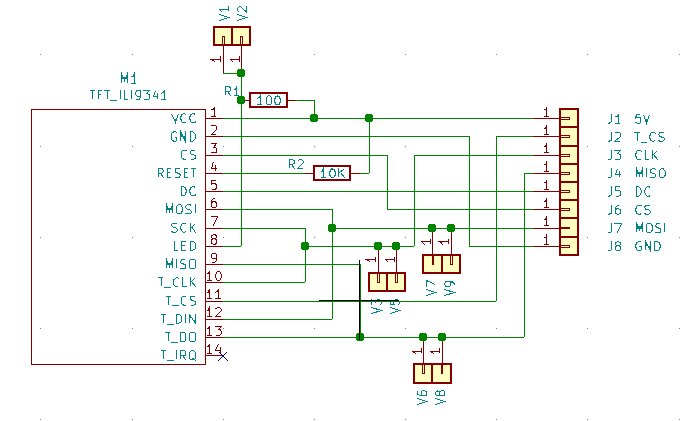 V1 V2
1 1
M1
TFT_ILI9341
R1 100
VCC 1
GND 2
CS 3
RESET 4
DC 5
MOSI 6
SCK 7
LED 8
MISO 9
T_CLK 10
T_CS 11
T_DIN 12
T_DO 13
T_IRQ 14
R2 10K
1 J1 5V
1 J2 T_CS
1 J3 CLK
1 J4 MISO
1 J5 DC
1 J6 CS
1 J7 MOSI
1 J8 GND
1 1
V7 V9
1 1
V3 V5
1 1
V6 V8